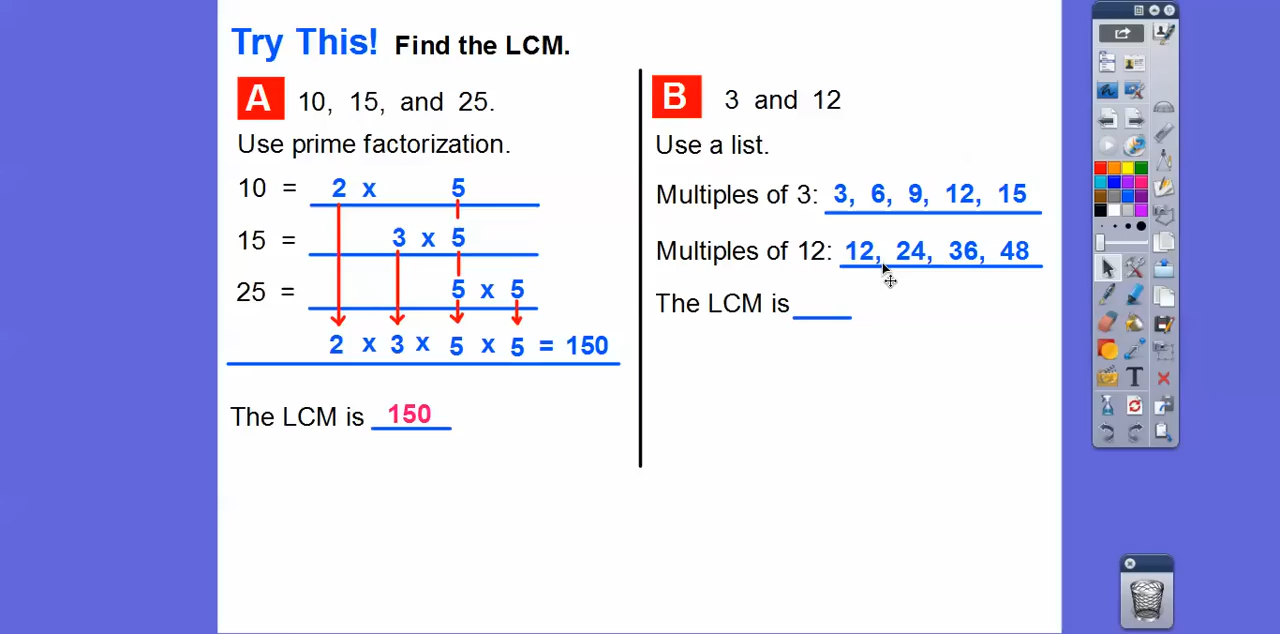 Try This! Find the LCM.
A 10, 15, and 25.
Use prime factorization.
10 = 2 x 5
15 = 3 x 5
25 = 5 x 5
2 x 3 x 5 x 5 = 150
The LCM is 150
B 3 and 12
Use a list.
Multiples of 3: 3, 6, 9, 12, 15
Multiples of 12: 12, 24, 36, 48
The LCM is
T